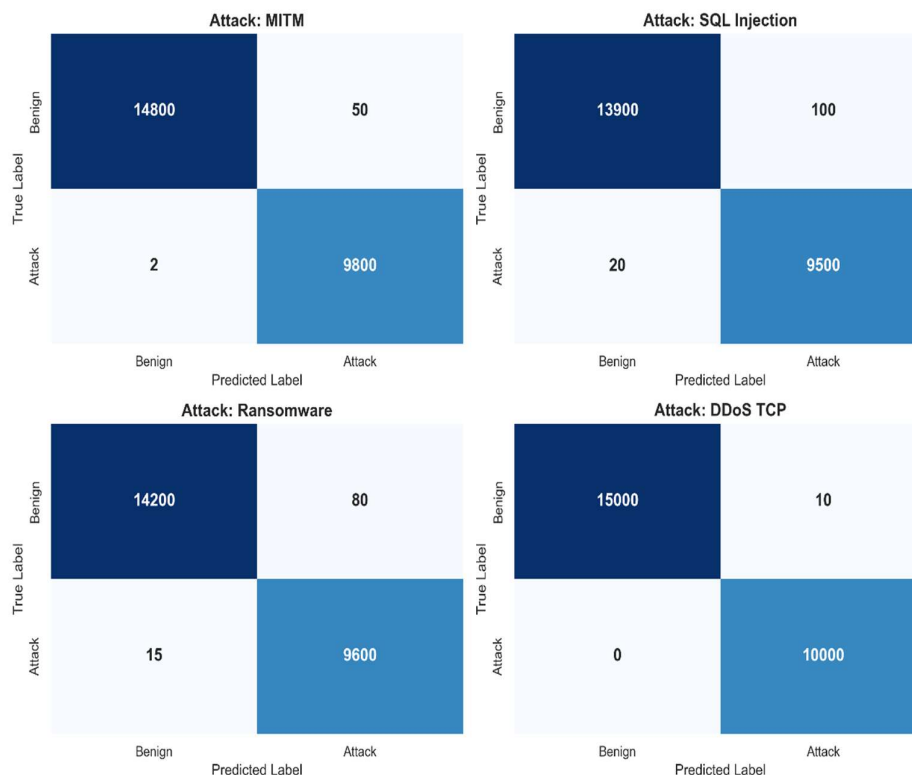 Attack: MITM
Benign
14800
50
True Label
Attack
2
9800
Benign
Attack
Predicted Label
Attack: SQL Injection
Benign
13900
100
True Label
Attack
20
9500
Benign
Attack
Predicted Label
Attack: Ransomware
Benign
14200
80
True Label
Attack
15
9600
Benign
Attack
Predicted Label
Attack: DDoS TCP
Benign
15000
10
True Label
Attack
0
10000
Benign
Attack
Predicted Label